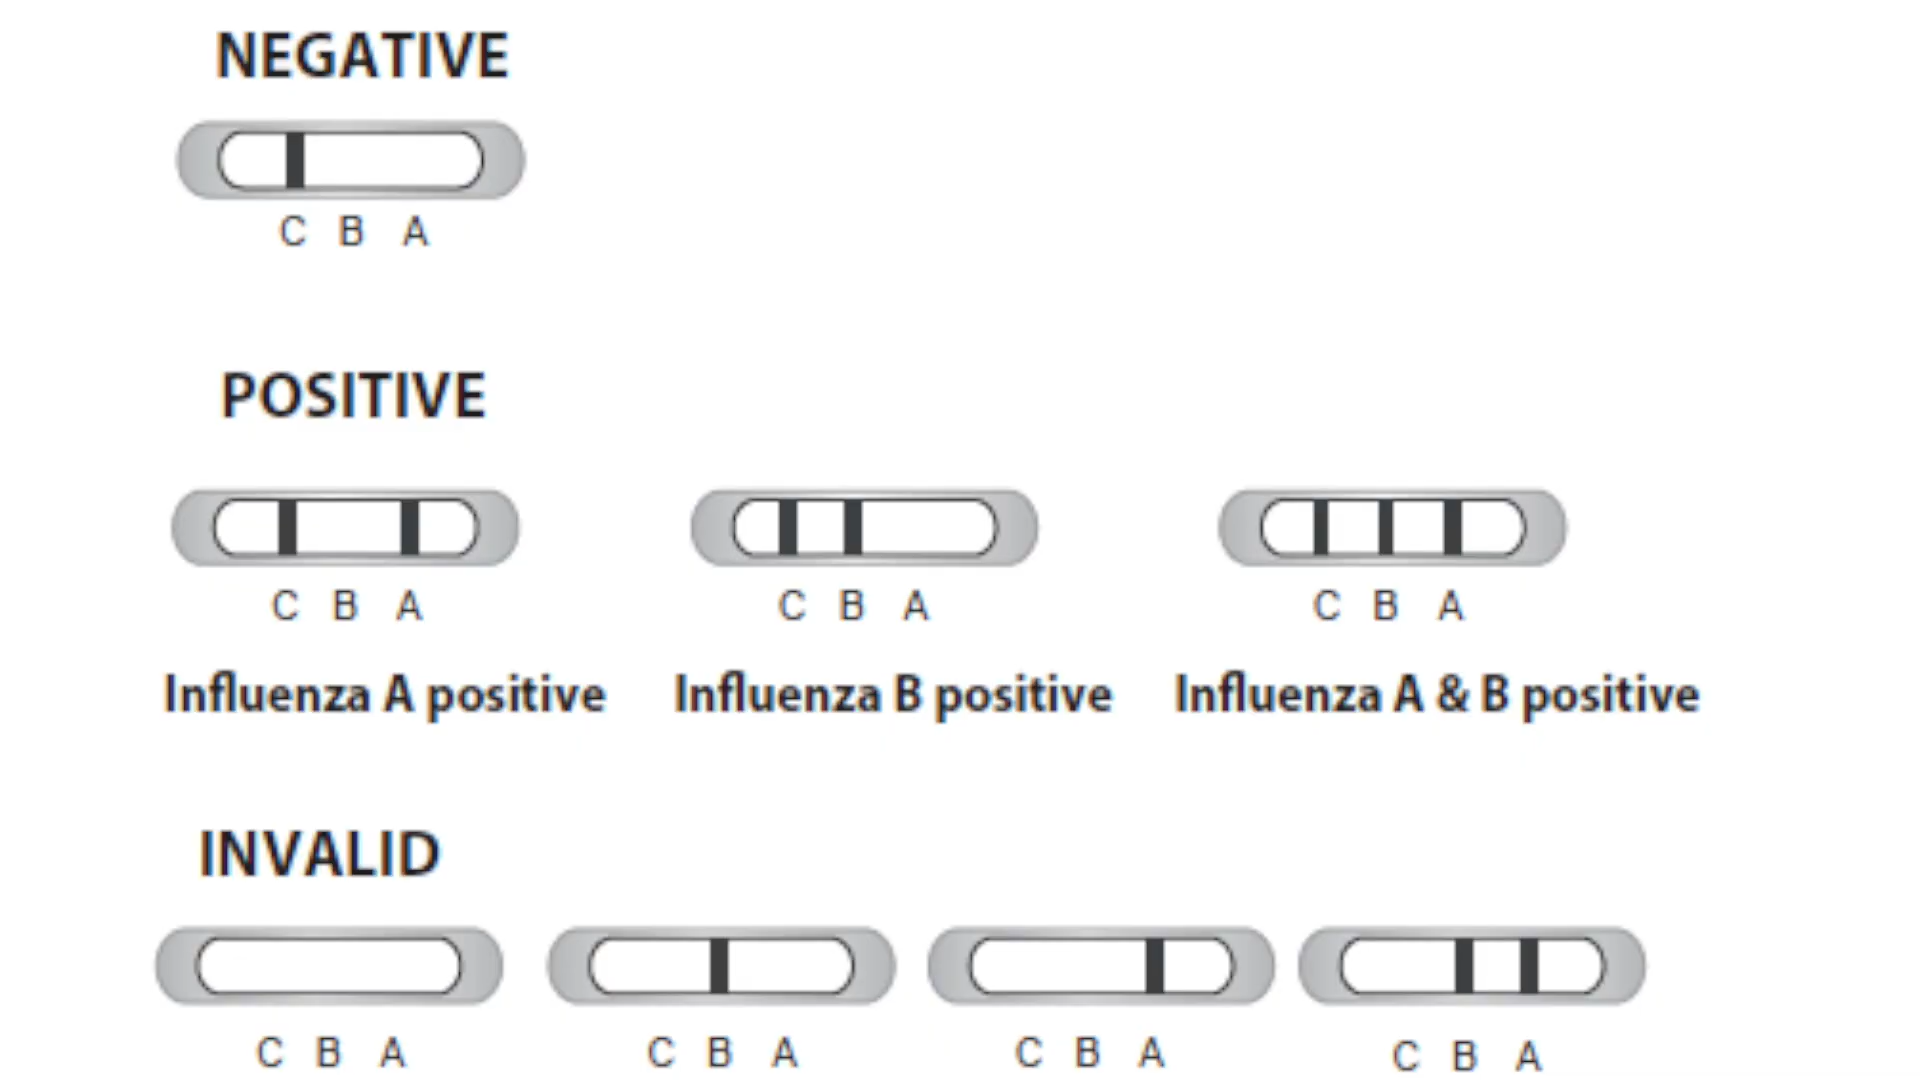 NEGATIVE
C B A
POSITIVE
C B A
C B A
C B A
Influenza A positive
Influenza B positive
Influenza A & B positive
INVALID
C B A
C B A
C B A
C B A